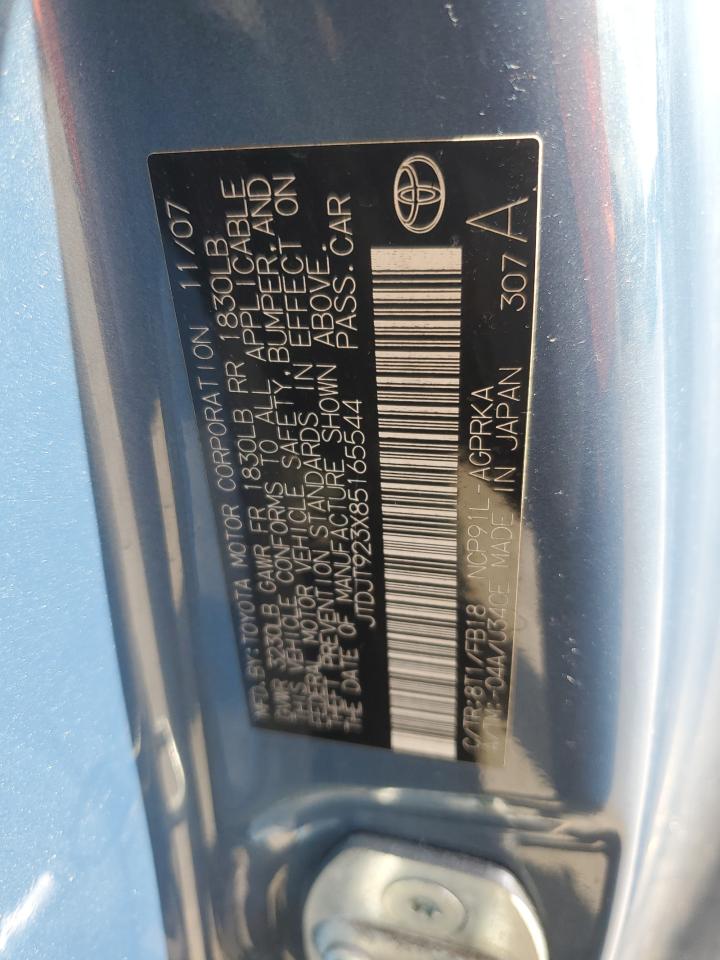 MFD.BY:TOYOTA MOTOR CORPORATION 11/07
GVWR 3230LB GAWR FR 1830LB RR 1830LB
THIS VEHICLE CONFORMS TO ALL APPLICABLE
FEDERAL MOTOR VEHICLE SAFETY,BUMPER,AND
THEFT PREVENTION STANDARDS IN EFFECT ON
THE DATE OF MANUFACTURE SHOWN ABOVE.
JTDJT923X85165544 PASS.CAR
C/TR:8T1/FB18 NCP91L-AGPRKA 307 A
A/TM:-04A/U34CE MADE IN JAPAN